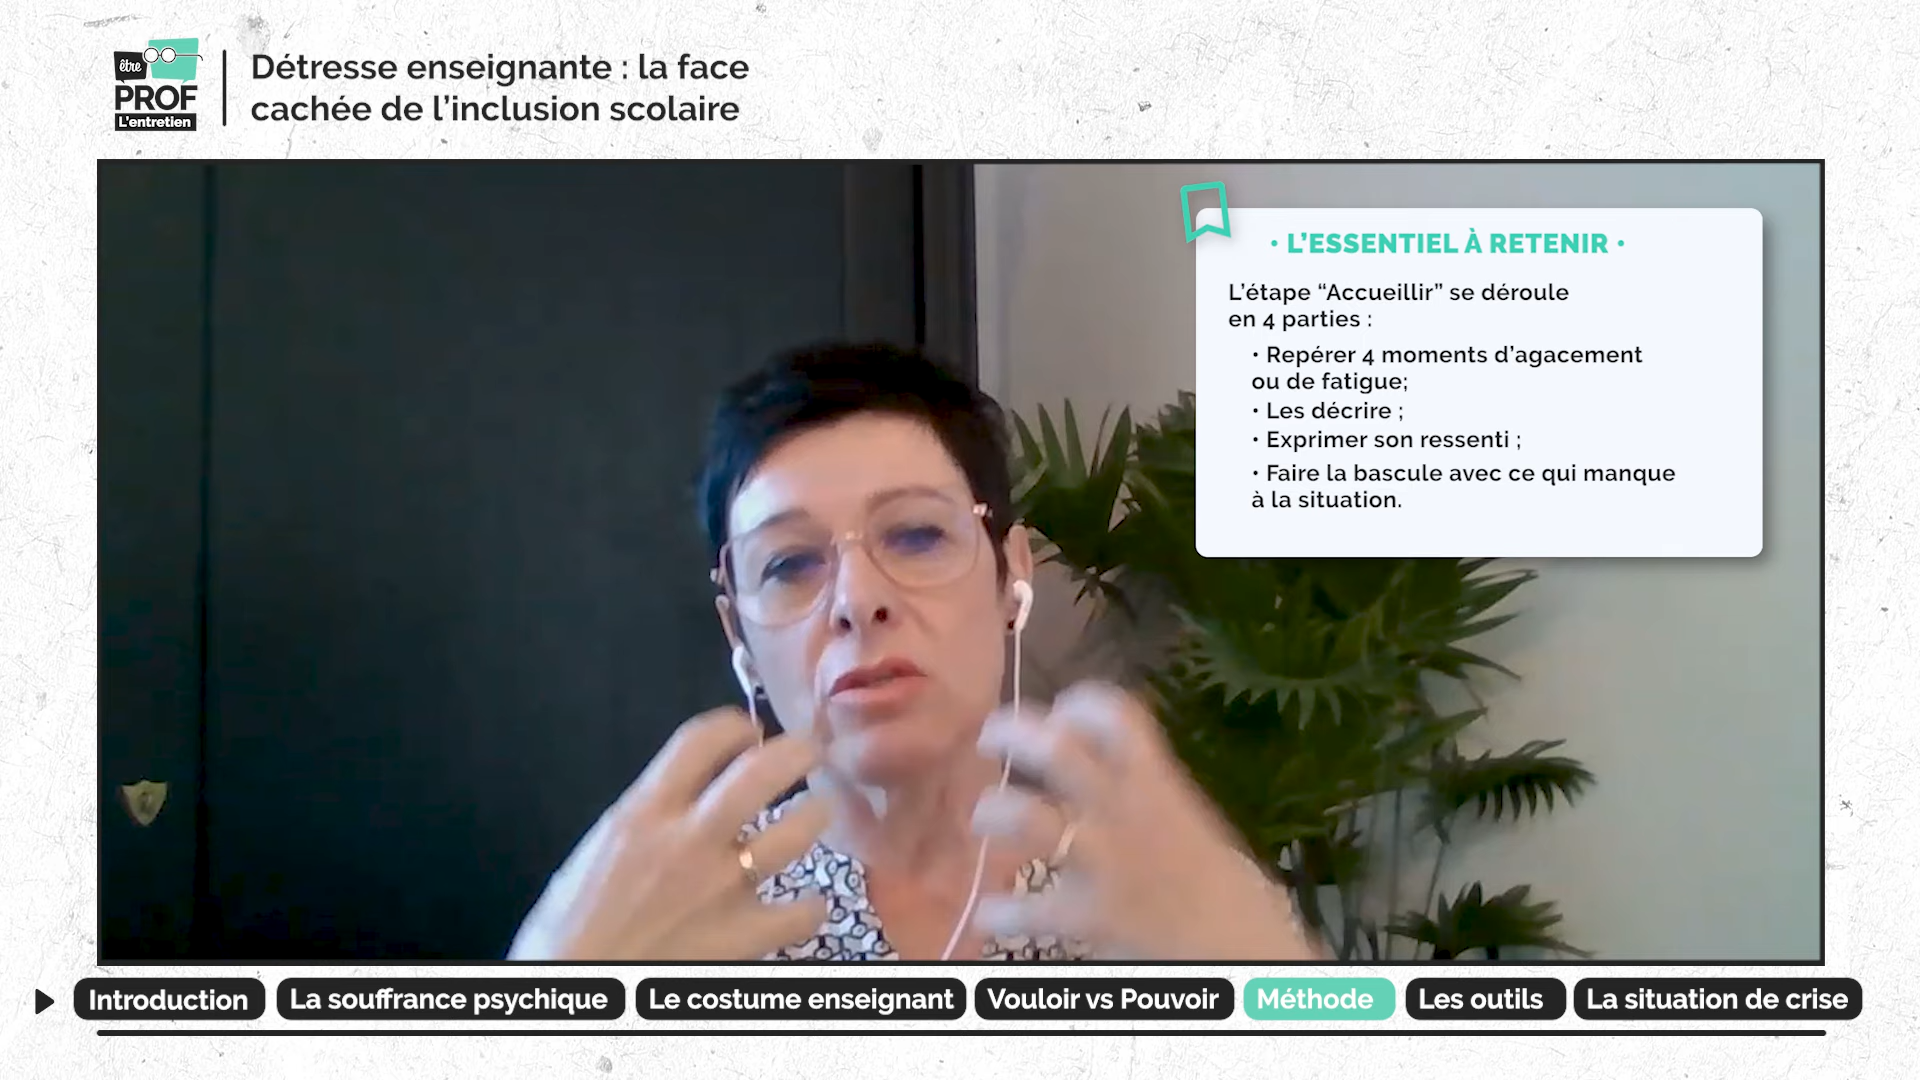 être
PROF
L'entretien
Détresse enseignante : la face
cachée de l'inclusion scolaire
• L'ESSENTIEL À RETENIR •
L'étape “Accueillir” se déroule
en 4 parties :
• Repérer 4 moments d'agacement
ou de fatigue;
• Les décrire ;
• Exprimer son ressenti ;
• Faire la bascule avec ce qui manque
à la situation.
Introduction
La souffrance psychique
Le costume enseignant
Vouloir vs Pouvoir
Méthode
Les outils
La situation de crise